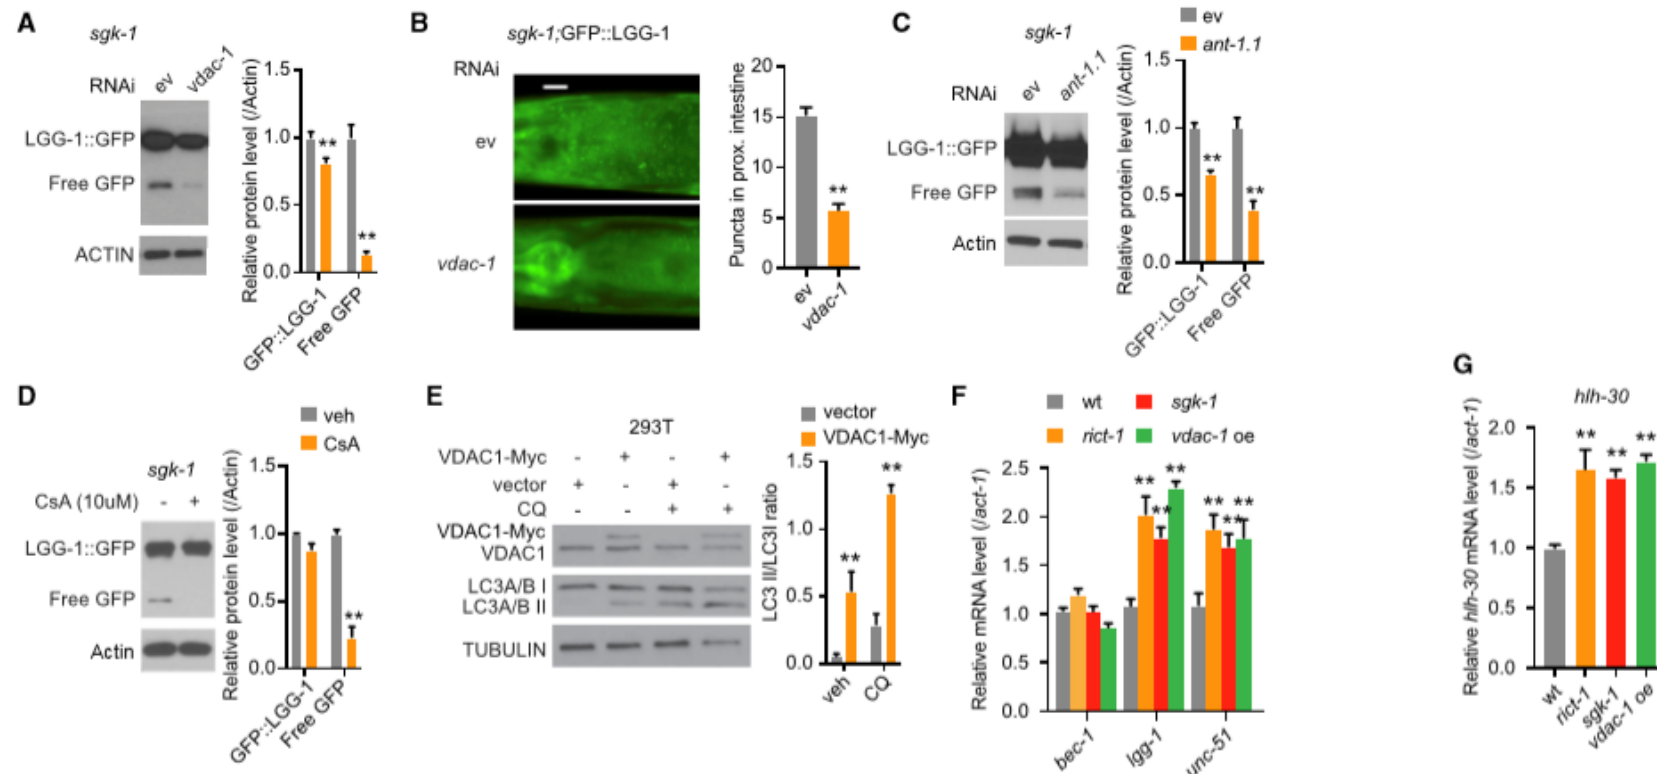 A
sgk-1
RNAi
ev
vdac-1
LGG-1::GFP
Free GFP
ACTIN
Relative protein level (/Actin)
1.5
1.0
0.5
0.0
**
**
GFP::LGG-1
Free GFP
B
sgk-1;GFP::LGG-1
RNAi
ev
vdac-1
Puncta in prox. intestine
20
15
10
5
0
**
ev
vdac-1
C
sgk-1
ev
ant-1.1
RNAi
ev
ant-1.1
LGG-1::GFP
Free GFP
Actin
Relative protein level (/Actin)
1.5
1.0
0.5
0.0
**
**
GFP::LGG-1
Free GFP
D
veh
CsA
sgk-1
CsA (10uM)
- +
LGG-1::GFP
Free GFP
Actin
Relative protein level (/Actin)
1.5
1.0
0.5
0.0
**
GFP::LGG-1
Free GFP
E
293T
VDAC1-Myc - + - +
vector + - + -
CQ - - + +
VDAC1-Myc
VDAC1
LC3A/B I
LC3A/B II
TUBULIN
vector
VDAC1-Myc
LC3 II/LC3I ratio
1.5
1.0
0.5
0.0
**
**
veh
CQ
F
wt
sgk-1
rict-1
vdac-1 oe
Relative mRNA level (/act-1)
2.5
2.0
1.5
1.0
0.5
0.0
**
**
**
**
**
**
bec-1
lgg-1
unc-51
G
hlh-30
Relative hlh-30 mRNA level (/act-1)
2.0
1.5
1.0
0.5
0.0
**
**
**
wt
rict-1
sgk-1
vdac-1 oe